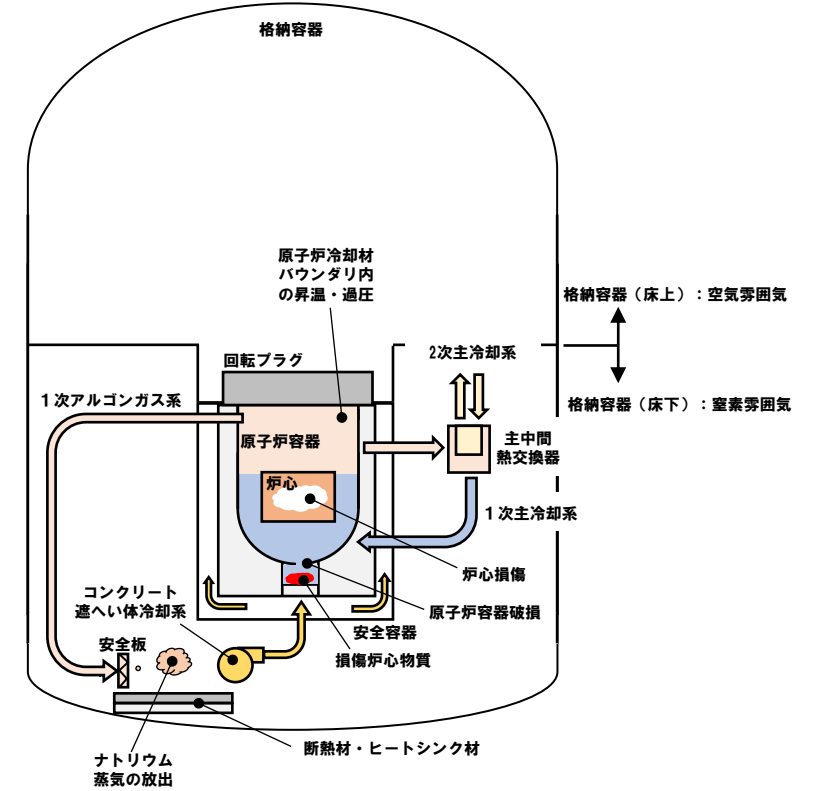 格納容器
原子炉冷却材
バウンダリ内
の昇温・過圧
格納容器（床上）：空気雰囲気
2次主冷却系
回転プラグ
１次アルゴンガス系
格納容器（床下）：窒素雰囲気
原子炉容器
主中間
熱交換器
炉心
１次主冷却系
炉心損傷
コンクリート
遮へい体冷却系
原子炉容器破損
安全容器
安全板
損傷炉心物質
断熱材・ヒートシンク材
ナトリウム
蒸気の放出